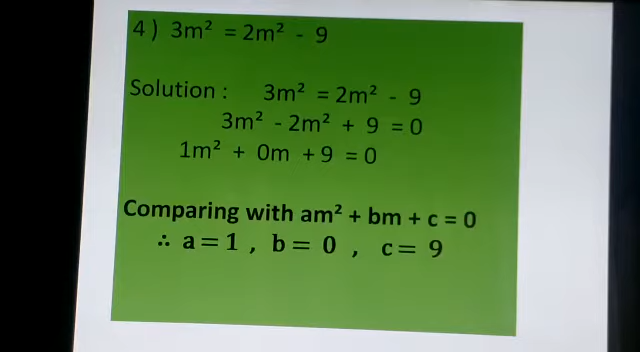 4) 3m² = 2m² - 9
Solution : 3m² = 2m² - 9
3m² - 2m² + 9 = 0
1m² + 0m + 9 = 0
Comparing with am² + bm + c = 0
∴ a = 1 , b = 0 , c = 9